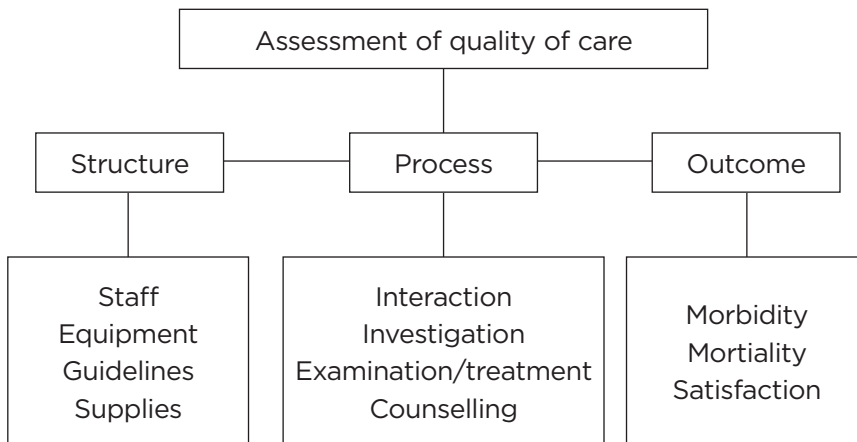 Assessment of quality of care
Structure
Process
Outcome
Staff
Equipment
Guidelines
Supplies
Interaction
Investigation
Examination/treatment
Counselling
Morbidity
Mortiality
Satisfaction